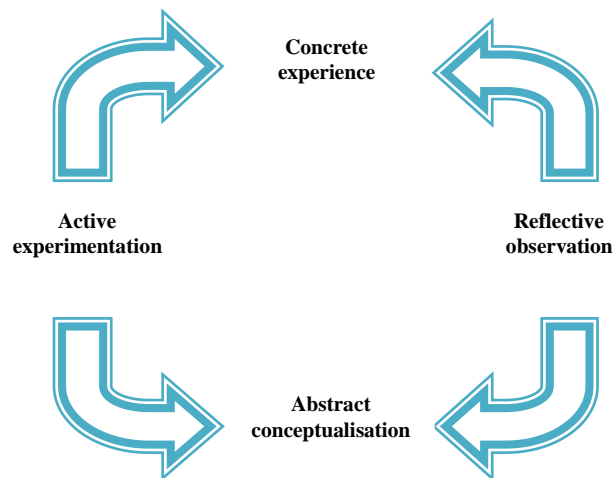 Concrete
experience
Active
experimentation
Reflective
observation
Abstract
conceptualisation